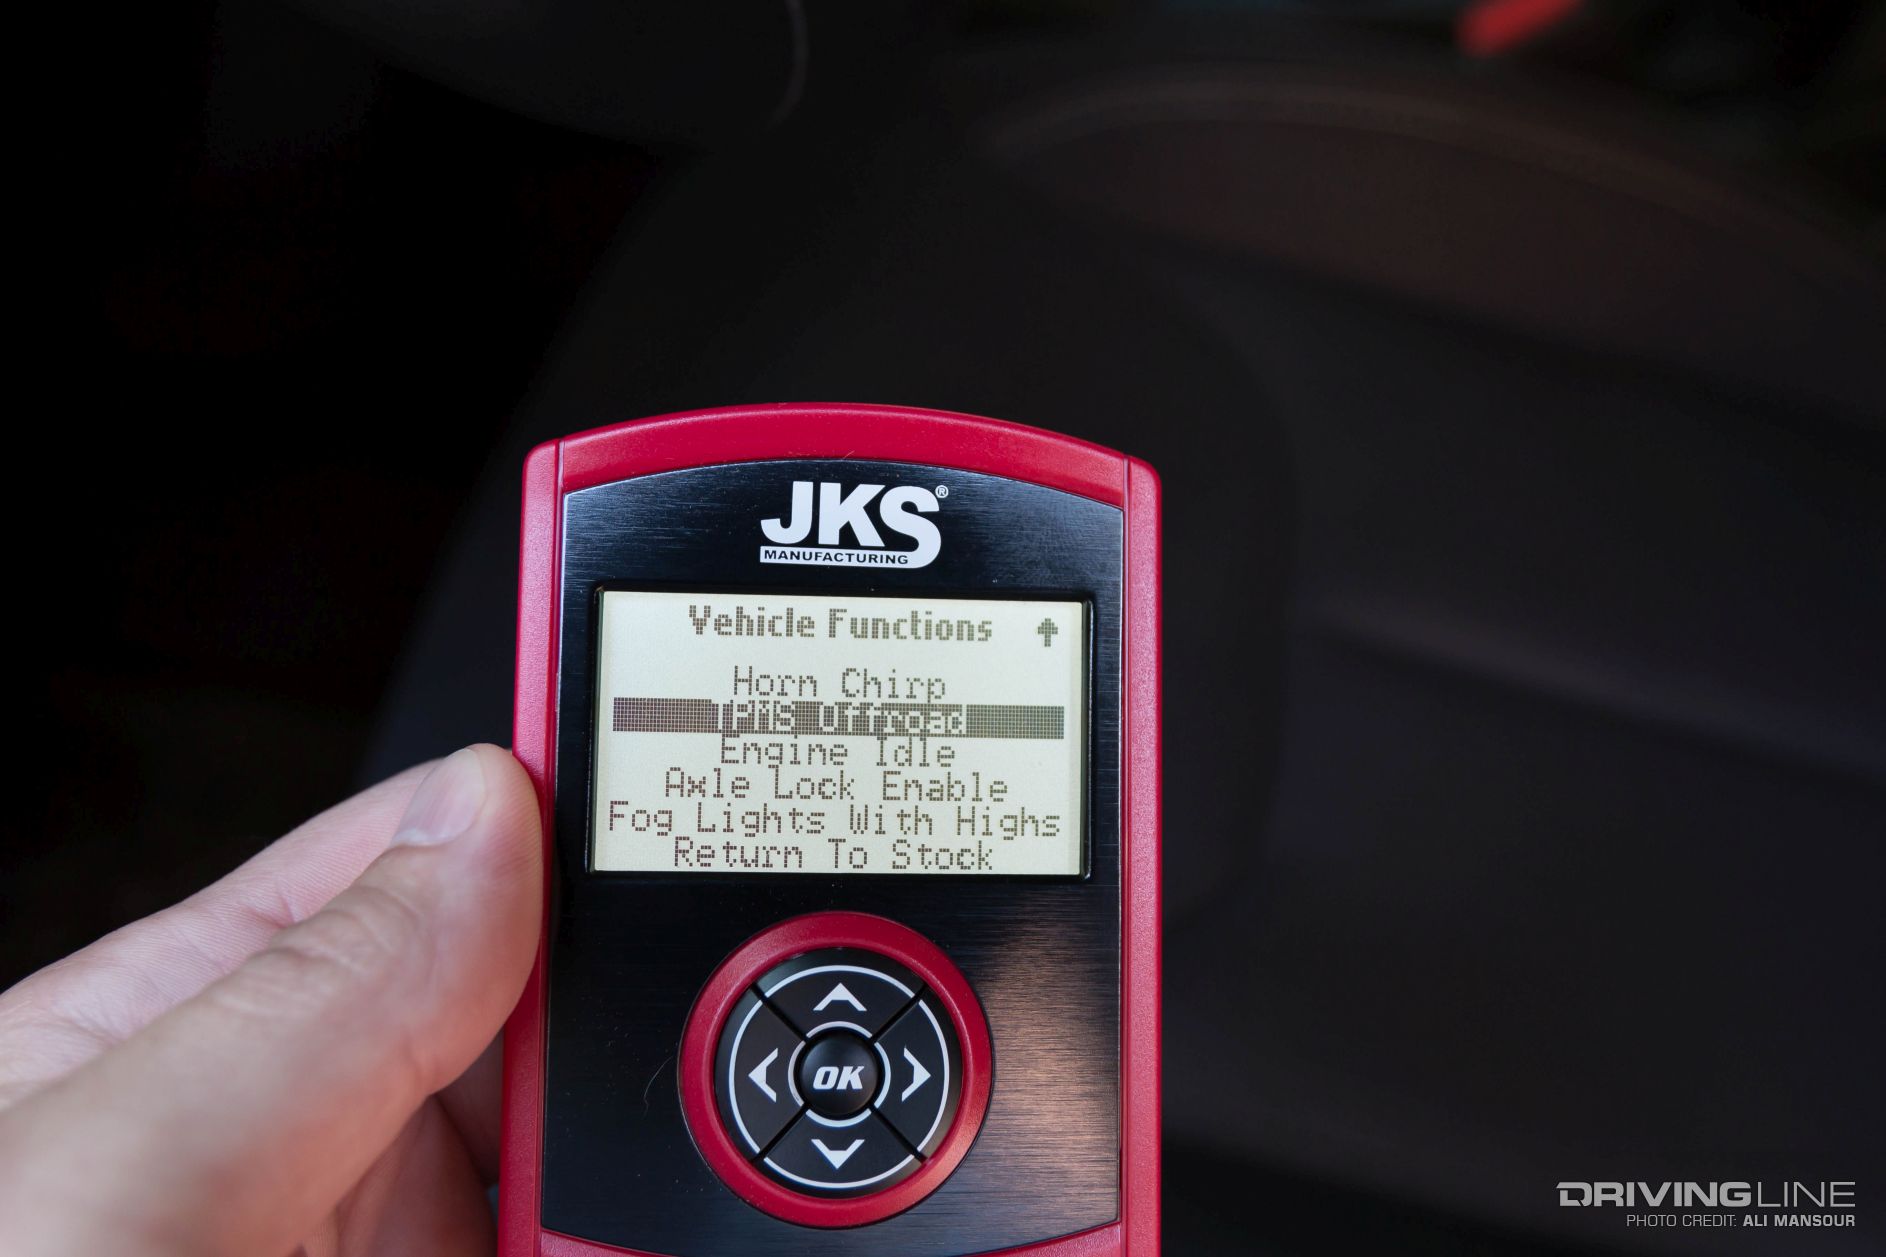 JKS®
MANUFACTURING
Vehicle Functions
Horn Chirp
TPMS Offroad
Engine Idle
Axle Lock Enable
Fog Lights With Highs
Return To Stock
OK
DRIVINGLINE
PHOTO CREDIT: ALI MANSOUR